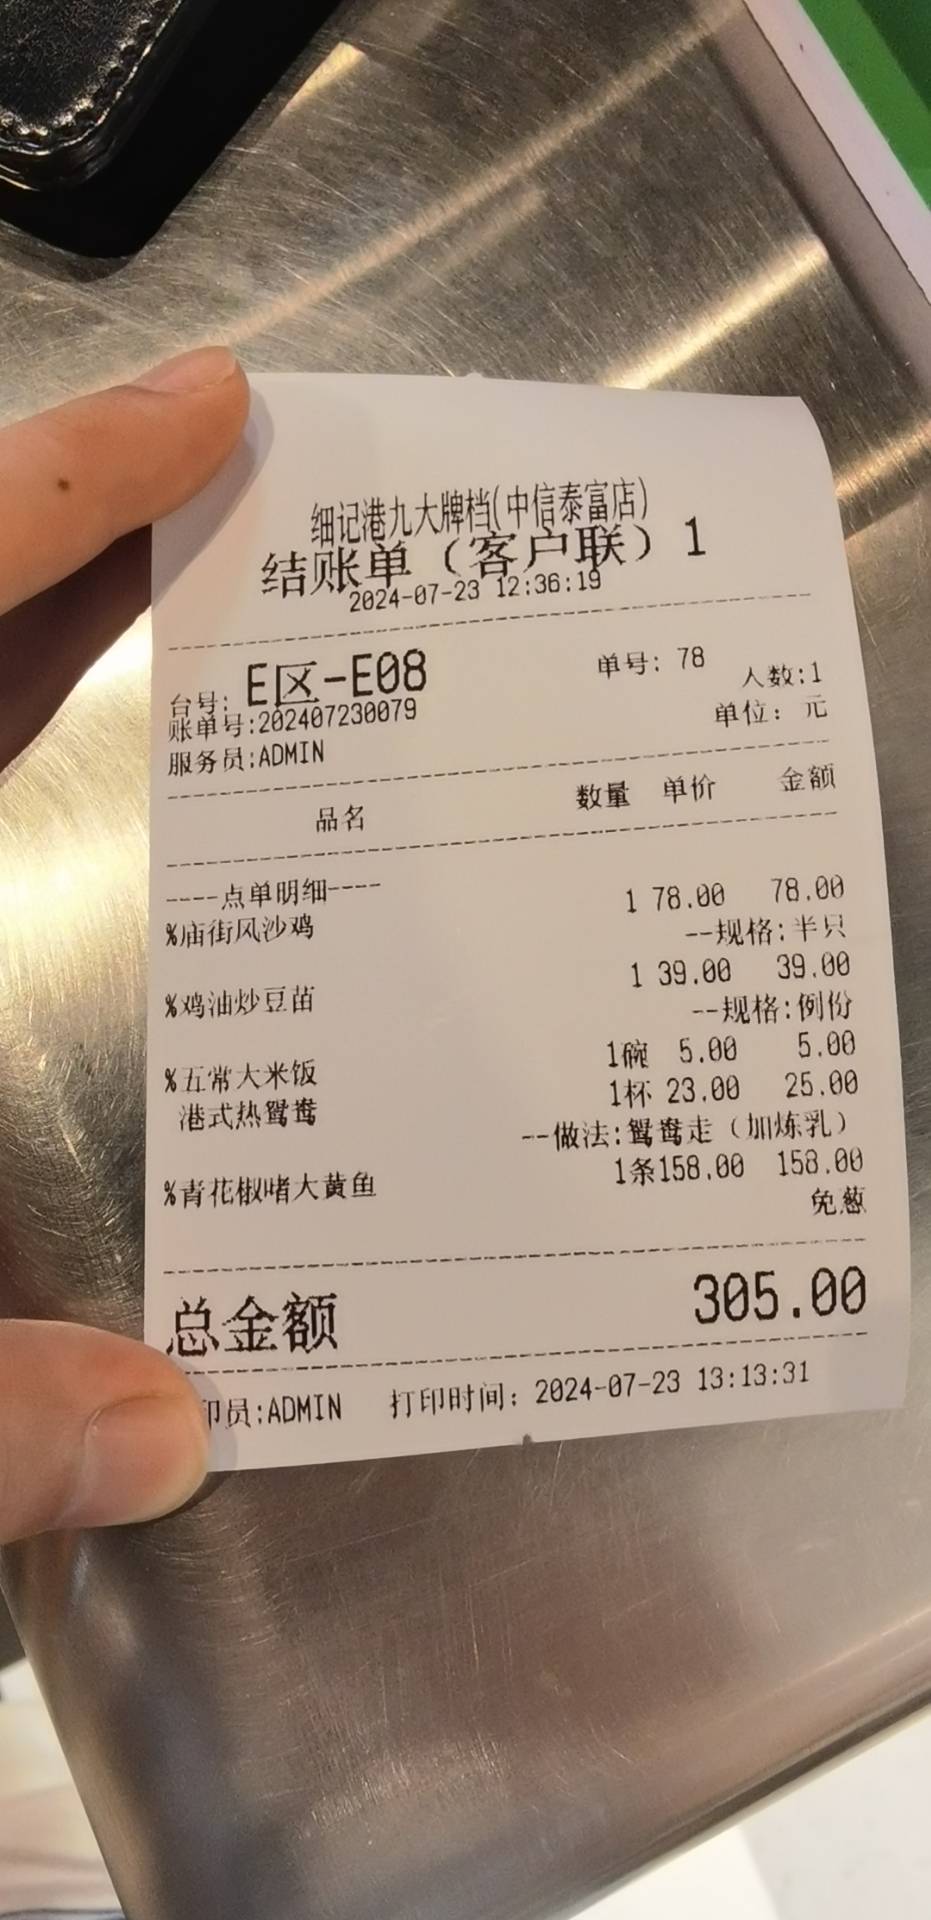 细记港九大牌档(中信泰富店)
结账单（客户联）1
2024-07-23 12:36:19
台号: E区-E08 单号: 78
人数:1
账单号:202407230079
单位: 元
服务员:ADMIN
品名 数量 单价 金额
----点单明细----
%庙街风沙鸡 1 78.00 78.00
--规格:半只
%鸡油炒豆苗 1 39.00 39.00
--规格:例份
%五常大米饭 1碗 5.00 5.00
港式热鸳鸯 1杯 23.00 25.00
--做法:鸳鸯走（加炼乳）
%青花椒啫大黄鱼 1条158.00 158.00
免葱
总金额 305.00
印员:ADMIN 打印时间: 2024-07-23 13:13:31